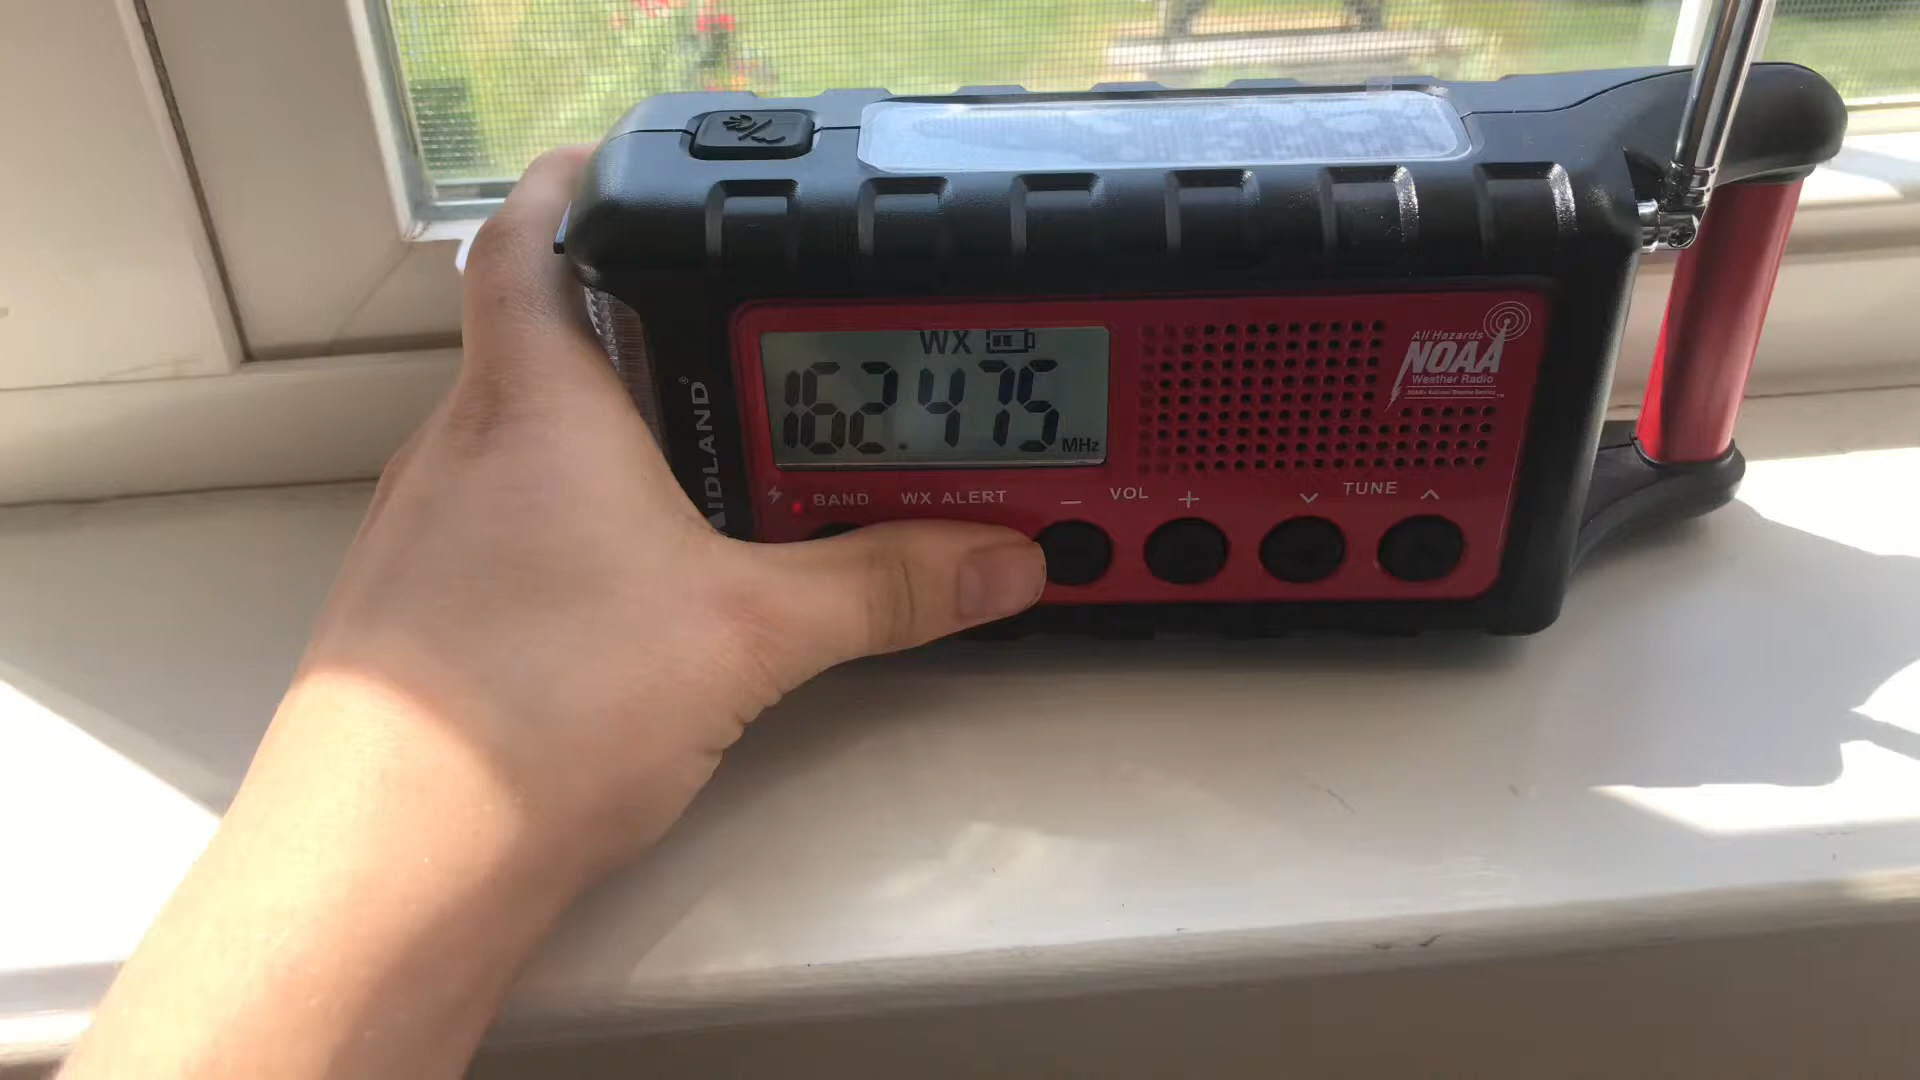 WX
162.475 MHz
MIDLAND®
All Hazards
NOAA
Weather Radio
BAND WX ALERT − VOL + TUNE